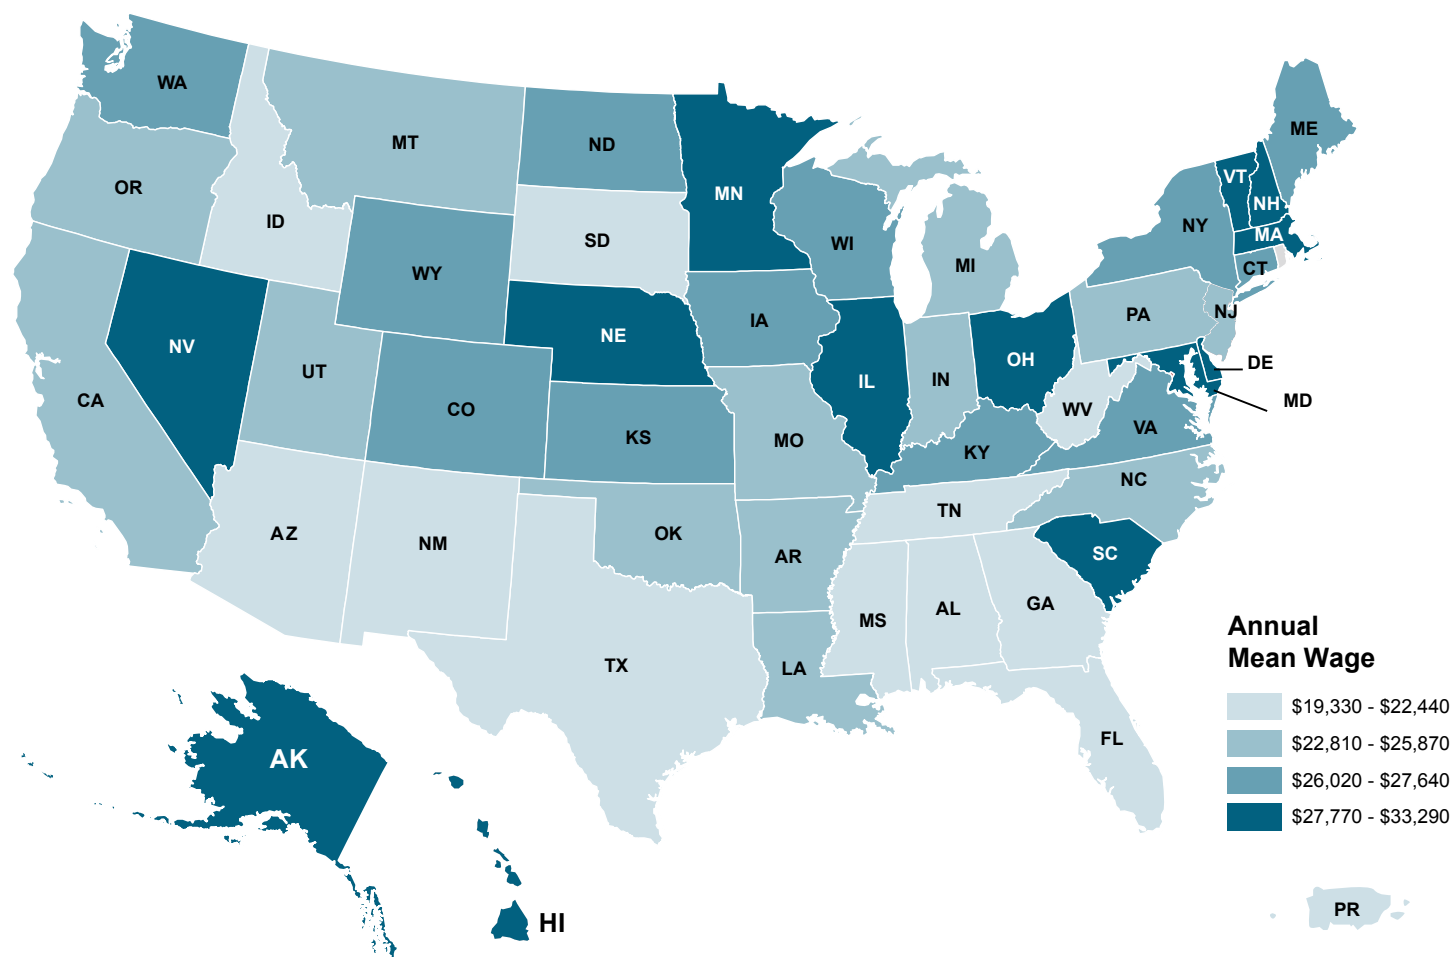 WA
MT
ND
ME
MN
VT
OR
NH
ID
SD
NY
MA
WI
MI
CT
WY
NE
IA
PA
NJ
NV
OH
DE
UT
IL
IN
CA
CO
WV
MD
KS
MO
KY
VA
NC
AZ
NM
OK
TN
AR
SC
MS
AL
GA
TX
LA
FL
AK
HI
Annual
Mean Wage
$19,330 - $22,440
$22,810 - $25,870
$26,020 - $27,640
$27,770 - $33,290
PR